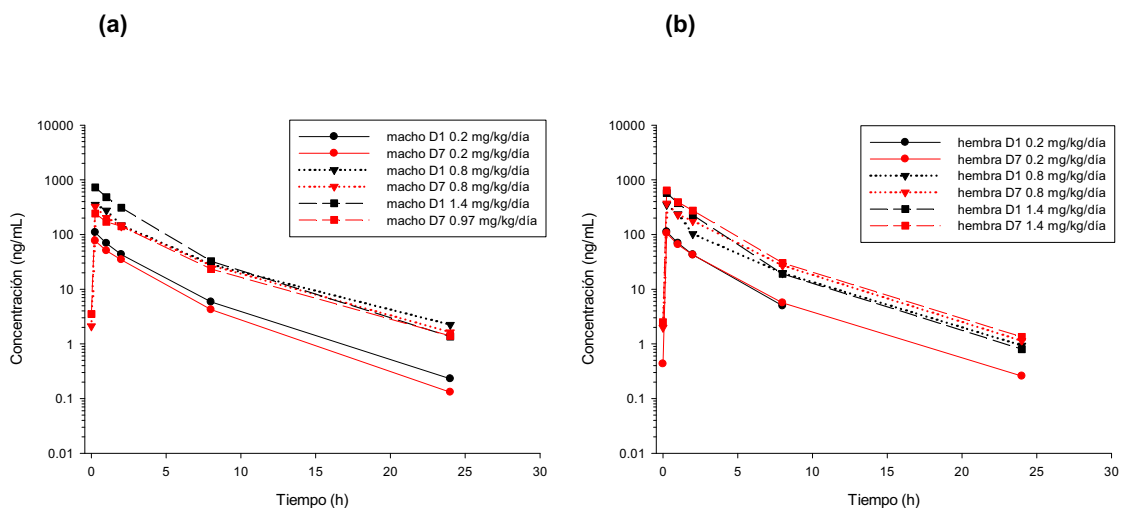 (a)
Concentración (ng/mL)
10000
1000
100
10
1
0.1
0.01
0
5
10
15
20
25
30
Tiempo (h)
macho D1 0.2 mg/kg/día
macho D7 0.2 mg/kg/día
macho D1 0.8 mg/kg/día
macho D7 0.8 mg/kg/día
macho D1 1.4 mg/kg/día
macho D7 0.97 mg/kg/día
(b)
Concentración (ng/mL)
10000
1000
100
10
1
0.1
0.01
0
5
10
15
20
25
30
Tiempo (h)
hembra D1 0.2 mg/kg/día
hembra D7 0.2 mg/kg/día
hembra D1 0.8 mg/kg/día
hembra D7 0.8 mg/kg/día
hembra D1 1.4 mg/kg/día
hembra D7 1.4 mg/kg/día